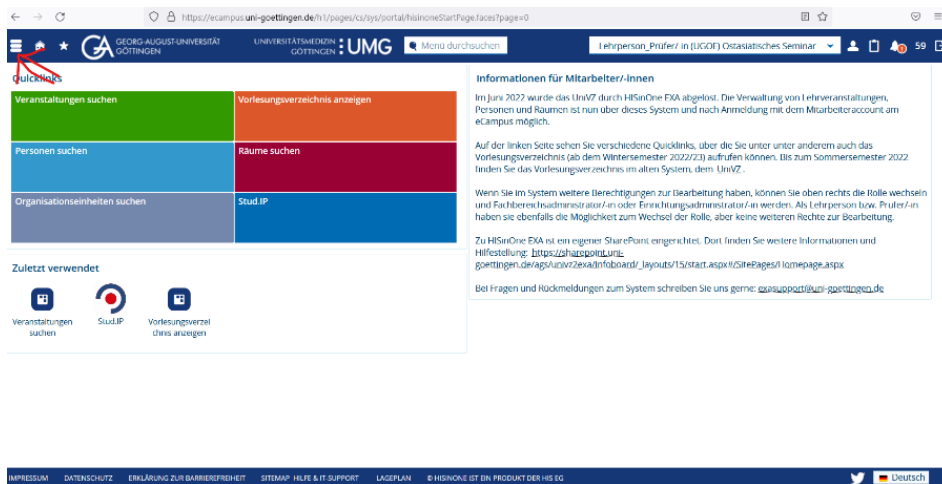 https://ecampus.uni-goettingen.de/h1/pages/cs/sys/portal/hisinoneStartPage.faces?page=0
GEORG-AUGUST-UNIVERSITÄT
GÖTTINGEN
UNIVERSITÄTSMEDIZIN
GÖTTINGEN
UMG
Menü durchsuchen
Lehrperson_Prüfer/ in (UGOE) Ostasiatisches Seminar
59
Quicklinks
Veranstaltungen suchen
Vorlesungsverzeichnis anzeigen
Personen suchen
Räume suchen
Organisationseinheiten suchen
Stud.IP
Zuletzt verwendet
Veranstaltungen
suchen
Stud.IP
Vorlesungsverzei
chnis anzeigen
Informationen für Mitarbeiter/-innen
Im Juni 2022 wurde das UniVZ durch HISinOne EXA abgelöst. Die Verwaltung von Lehrveranstaltungen,
Personen und Räumen ist nun über dieses System und nach Anmeldung mit dem Mitarbeiteraccount am
eCampus möglich.
Auf der linken Seite sehen Sie verschiedene Quicklinks, über die Sie unter unter anderem auch das
Vorlesungsverzeichnis (ab dem Wintersemester 2022/23) aufrufen können. Bis zum Sommersemester 2022
finden Sie das Vorlesungsverzeichnis im alten System, dem UniVZ .
Wenn Sie im System weitere Berechtigungen zur Bearbeitung haben, können Sie oben rechts die Rolle wechseln
und Fachbereichsadministrator/-in oder Einrichtungsadministrator/-in werden. Als Lehrperson bzw. Prüfer/-in
haben sie ebenfalls die Möglichkeit zum Wechsel der Rolle, aber keine weiteren Rechte zur Bearbeitung.
Zu HISinOne EXA ist ein eigener SharePoint eingerichtet. Dort finden Sie weitere Informationen und
Hilfestellung: https://sharepoint.uni-
goettingen.de/ags/univz2exa/Infoboard/_layouts/15/start.aspx#/SitePages/Homepage.aspx
Bei Fragen und Rückmeldungen zum System schreiben Sie uns gerne: exasupport@uni-goettingen.de
IMPRESSUM DATENSCHUTZ ERKLÄRUNG ZUR BARRIEREFREIHEIT SITEMAP HILFE & IT-SUPPORT LAGEPLAN © HISINONE IST EIN PRODUKT DER HIS EG
Deutsch